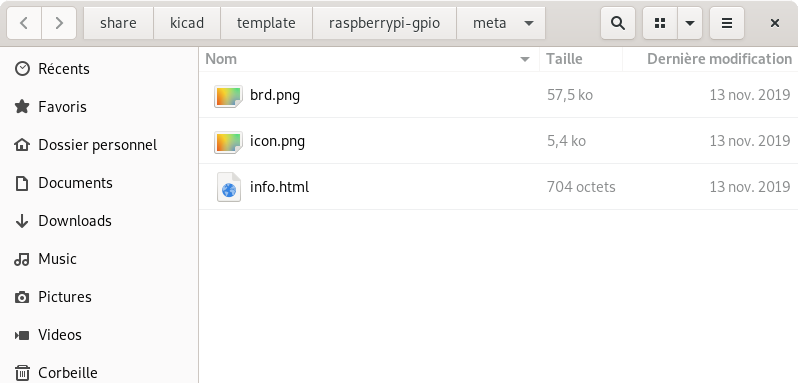 share kicad template raspberrypi-gpio meta
Récents
Favoris
Dossier personnel
Documents
Downloads
Music
Pictures
Videos
Corbeille
Nom Taille Dernière modification
brd.png 57,5 ko 13 nov. 2019
icon.png 5,4 ko 13 nov. 2019
info.html 704 octets 13 nov. 2019